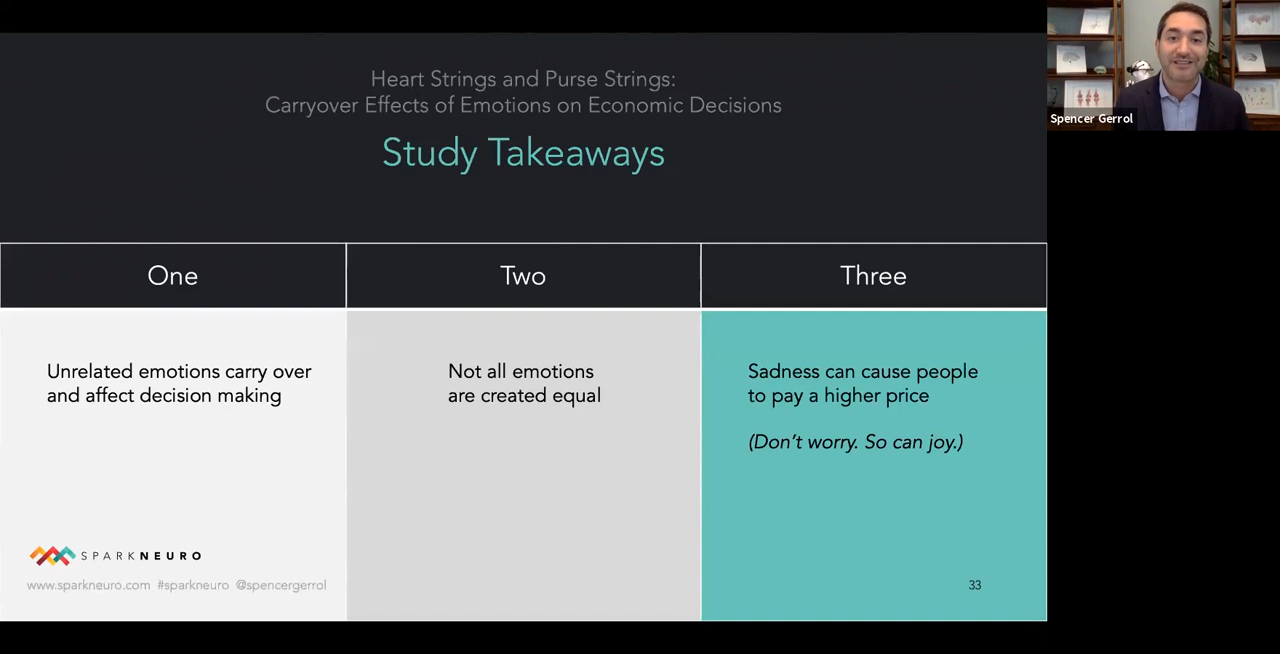 Heart Strings and Purse Strings:
Carryover Effects of Emotions on Economic Decisions
Study Takeaways
Spencer Gerrol
One
Two
Three
Unrelated emotions carry over
and affect decision making
Not all emotions
are created equal
Sadness can cause people
to pay a higher price
(Don't worry. So can joy.)
SPARKNEURO
www.sparkneuro.com #sparkneuro @spencergerrol
33